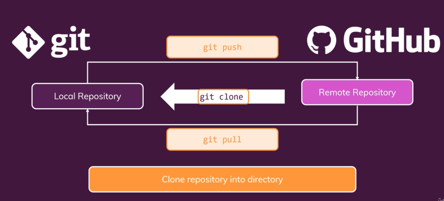 git
GitHub
git push
Local Repository
git clone
Remote Repository
git pull
Clone repository into directory